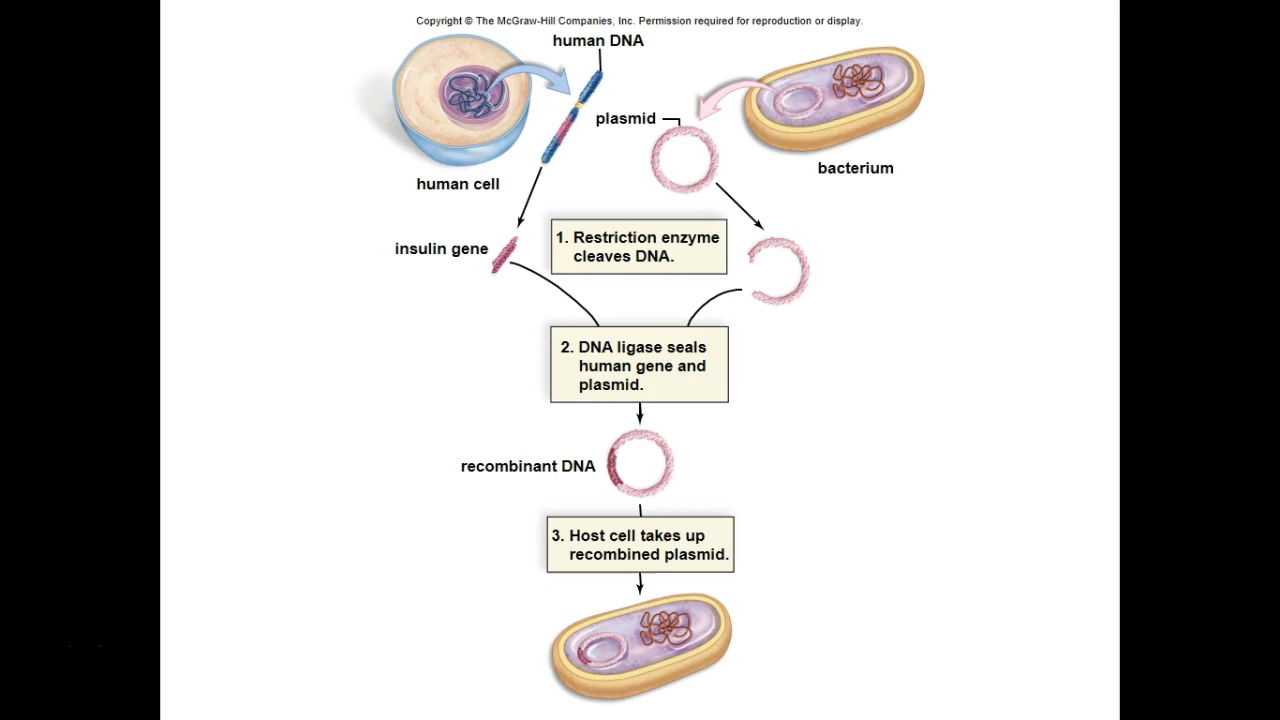 Copyright © The McGraw-Hill Companies, Inc. Permission required for reproduction or display.
human DNA
plasmid
bacterium
human cell
insulin gene
1. Restriction enzyme
cleaves DNA.
2. DNA ligase seals
human gene and
plasmid.
recombinant DNA
3. Host cell takes up
recombined plasmid.